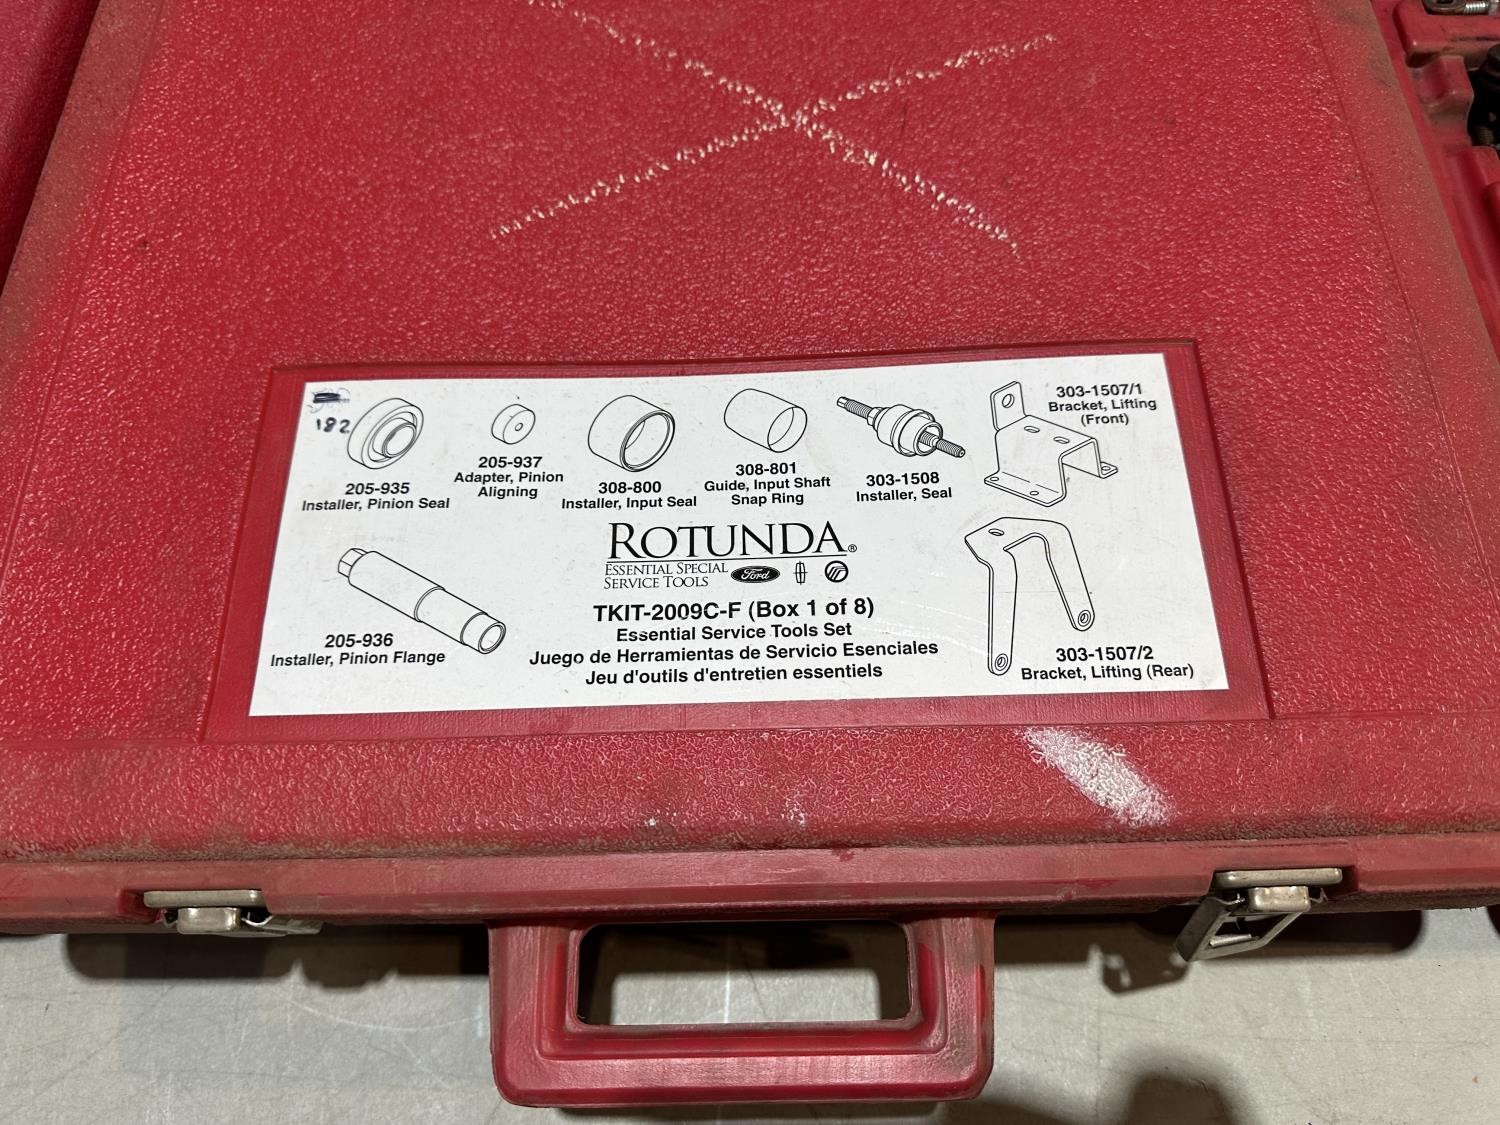 182
205-935
Installer, Pinion Seal
205-937
Adapter, Pinion
Aligning
308-800
Installer, Input Seal
308-801
Guide, Input Shaft
Snap Ring
303-1508
Installer, Seal
303-1507/1
Bracket, Lifting
(Front)
205-936
Installer, Pinion Flange
ROTUNDA®
ESSENTIAL SPECIAL
SERVICE TOOLS
Ford
TKIT-2009C-F (Box 1 of 8)
Essential Service Tools Set
Juego de Herramientas de Servicio Esenciales
Jeu d'outils d'entretien essentiels
303-1507/2
Bracket, Lifting (Rear)